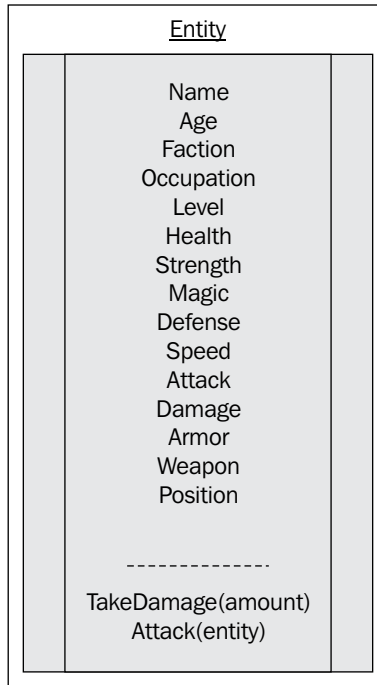 Entity
Name
Age
Faction
Occupation
Level
Health
Strength
Magic
Defense
Speed
Attack
Damage
Armor
Weapon
Position
--------------
TakeDamage(amount)
Attack(entity)